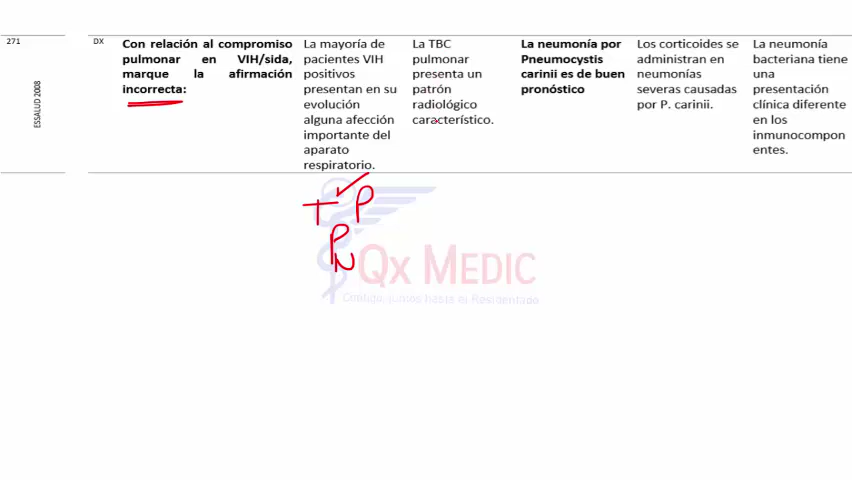 271
ESSALUD 2008
DX
Con relación al compromiso
pulmonar en VIH/sida,
marque la afirmación
incorrecta:
La mayoría de
pacientes VIH
positivos
presentan en su
evolución
alguna afección
importante del
aparato
respiratorio.
La TBC
pulmonar
presenta un
patrón
radiológico
característico.
La neumonía por
Pneumocystis
carinii es de buen
pronóstico
Los corticoides se
administran en
neumonías
severas causadas
por P. carinii.
La neumonía
bacteriana tiene
una
presentación
clínica diferente
en los
inmunocompon
entes.
QX MEDIC